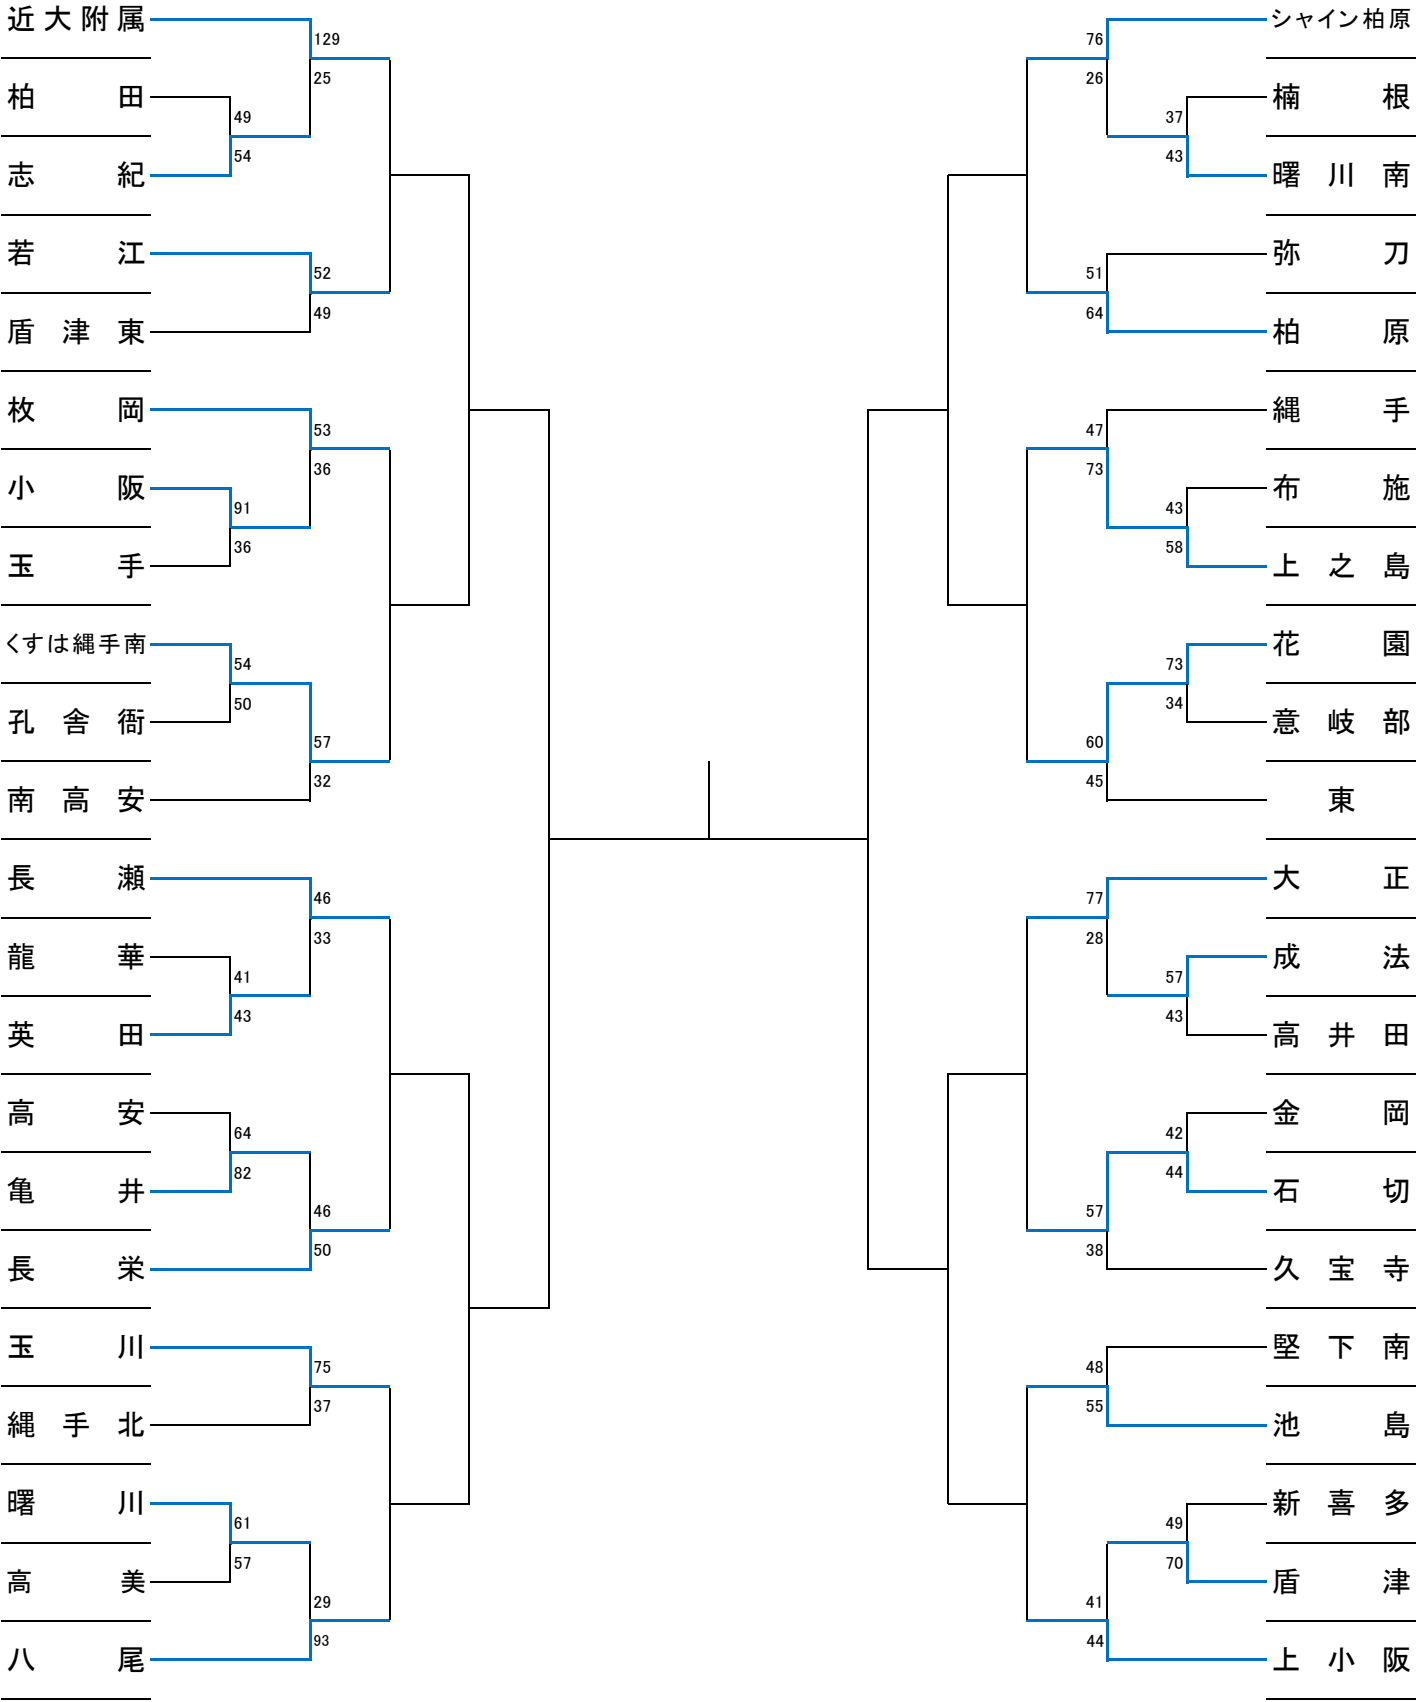 近大附属
129
25
柏田
49
54
志紀
若江
52
49
盾津東
枚岡
53
36
小阪
91
36
玉手
くすは縄手南
54
50
孔舎衙
57
32
南高安
長瀬
46
33
龍華
41
43
英田
高安
64
82
亀井
46
50
長栄
玉川
75
37
縄手北
曙川
61
57
高美
29
93
八尾
シャイン柏原
76
26
楠根
37
43
曙川南
弥刀
51
64
柏原
縄手
47
73
布施
43
58
上之島
花園
73
34
意岐部
60
45
東
大正
77
28
成法
57
43
高井田
金岡
42
44
石切
57
38
久宝寺
堅下南
48
55
池島
新喜多
49
70
盾津
41
44
上小阪